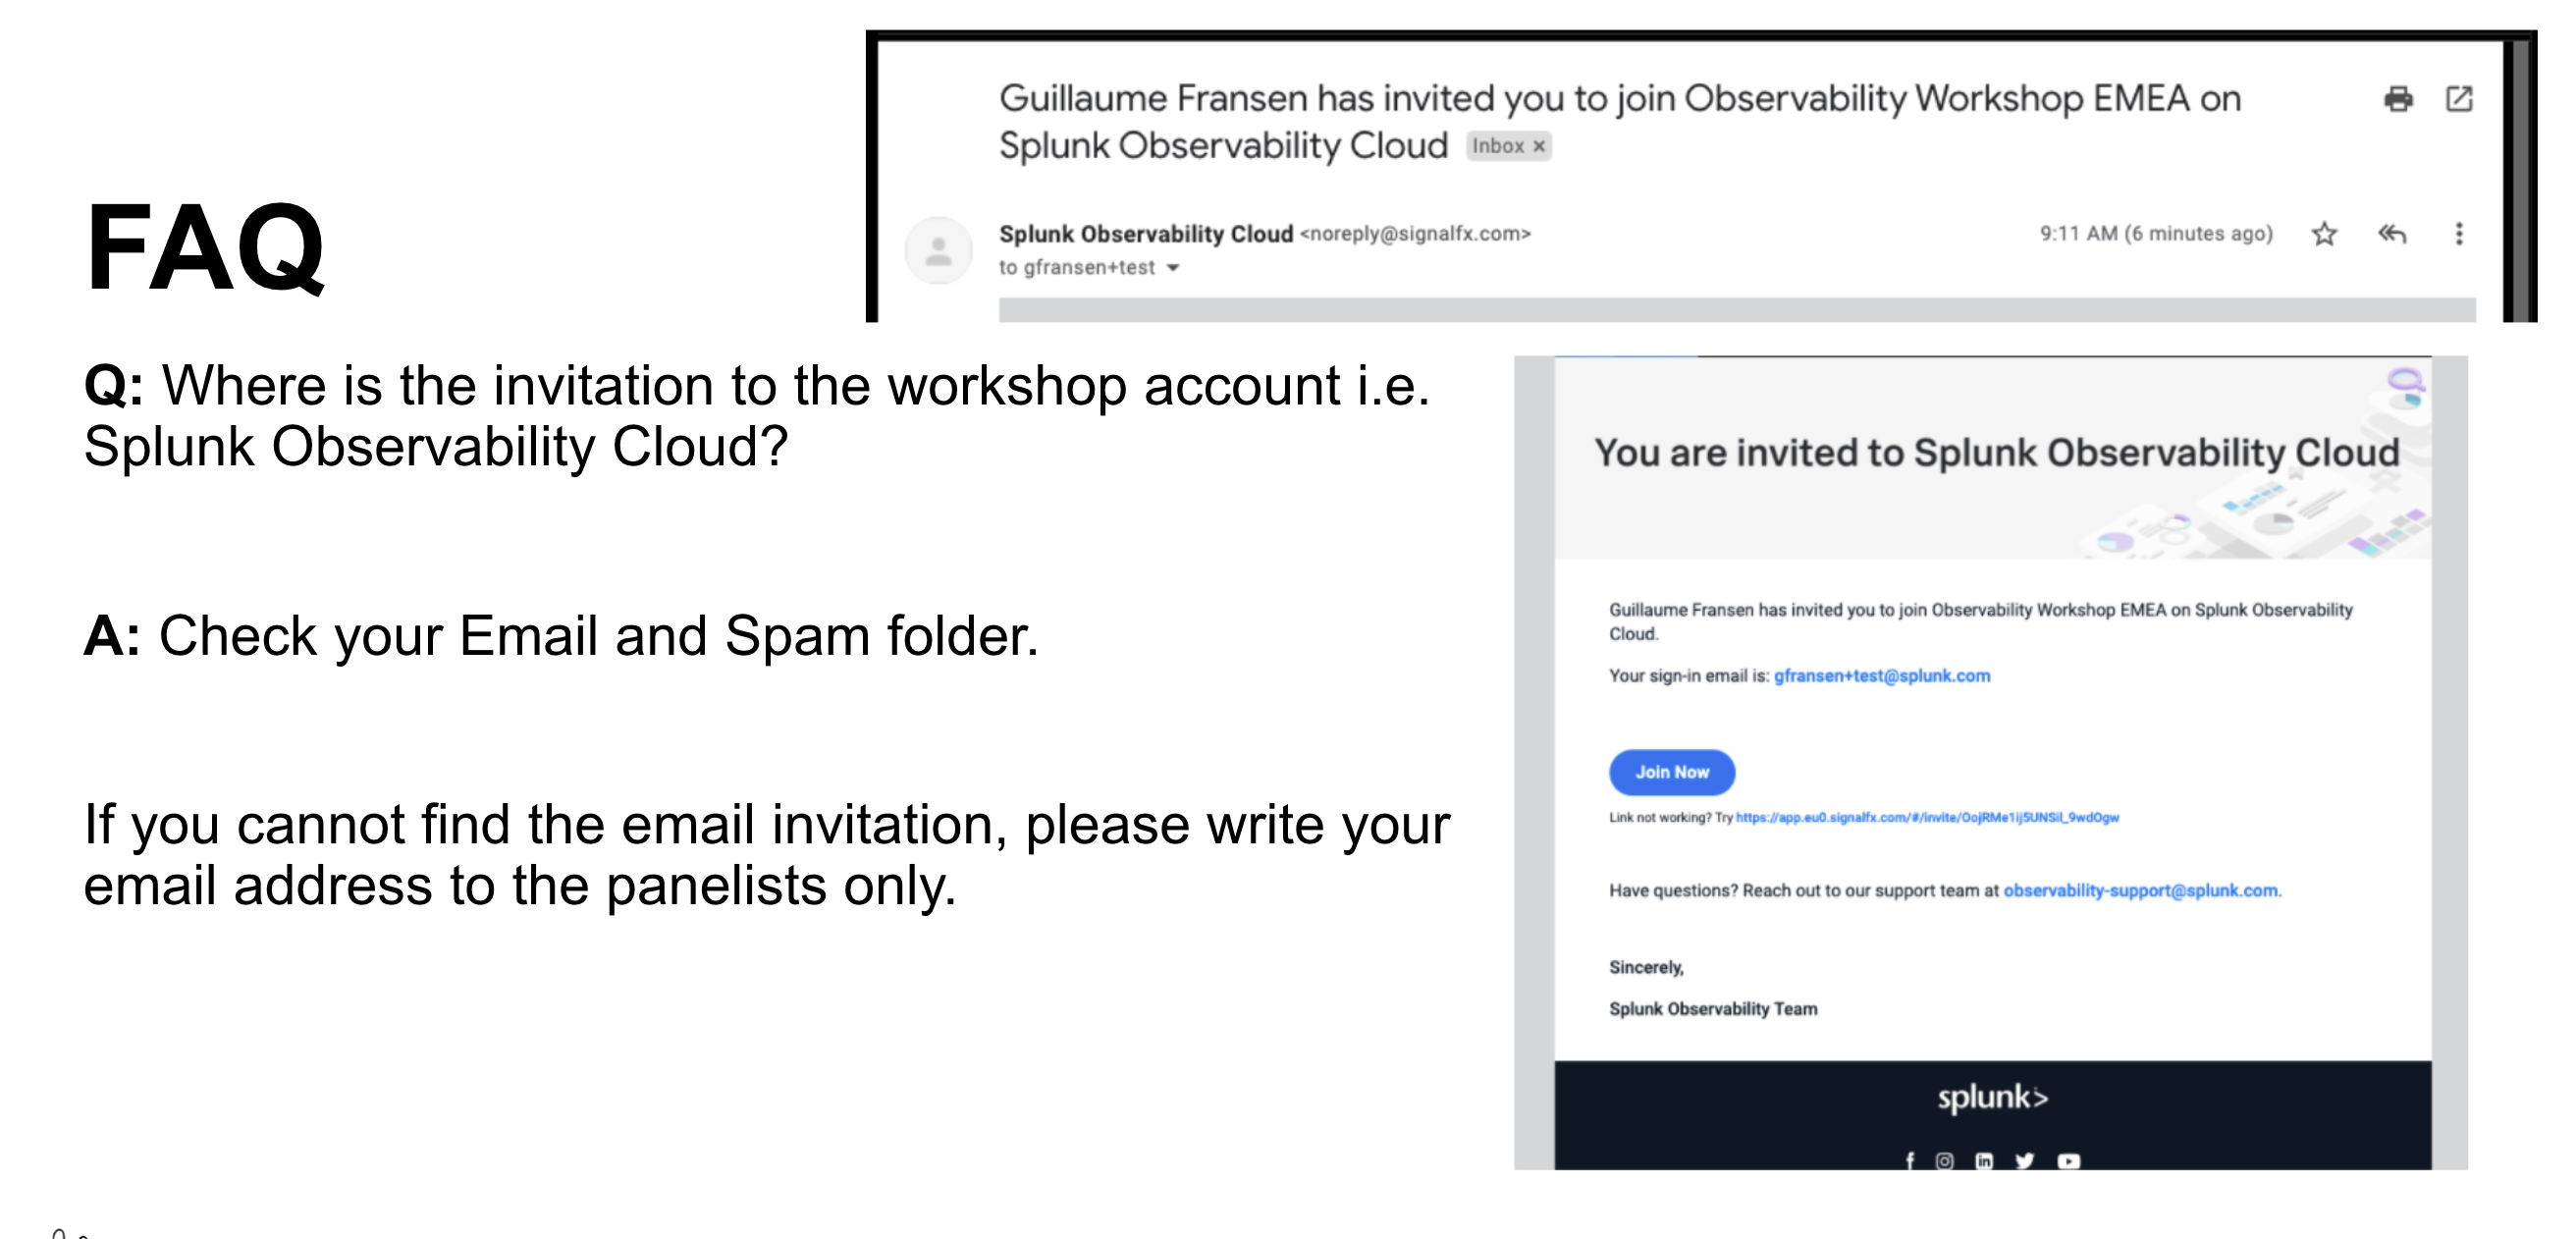 Guillaume Fransen has invited you to join Observability Workshop EMEA on
Splunk Observability Cloud Inbox ×
Splunk Observability Cloud <noreply@signalfx.com>
9:11 AM (6 minutes ago)
to gfransen+test
FAQ
Q: Where is the invitation to the workshop account i.e.
Splunk Observability Cloud?
A: Check your Email and Spam folder.
If you cannot find the email invitation, please write your
email address to the panelists only.
You are invited to Splunk Observability Cloud
Guillaume Fransen has invited you to join Observability Workshop EMEA on Splunk Observability
Cloud.
Your sign-in email is: gfransen+test@splunk.com
Join Now
Link not working? Try https://app.eu0.signalfx.com/#/invite/OojRMe1ij5UNSil_9wdOgw
Have questions? Reach out to our support team at observability-support@splunk.com.
Sincerely,
Splunk Observability Team
splunk>